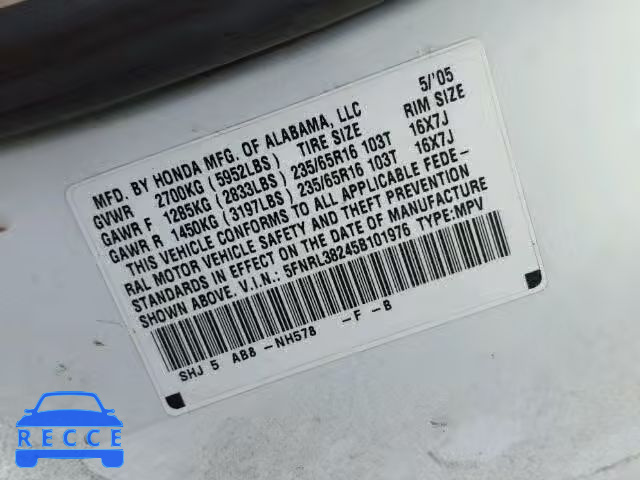 MFD. BY HONDA MFG. OF ALABAMA, LLC 5/'05
GVWR 2700KG (5952LBS) TIRE SIZE RIM SIZE
GAWR F 1285KG (2833LBS) 235/65R16 103T 16X7J
GAWR R 1450KG (3197LBS) 235/65R16 103T 16X7J
THIS VEHICLE CONFORMS TO ALL APPLICABLE FEDE-
RAL MOTOR VEHICLE SAFETY AND THEFT PREVENTION
STANDARDS IN EFFECT ON THE DATE OF MANUFACTURE
SHOWN ABOVE. V.I.N.: 5FNRL38245B101976 TYPE:MPV
SHJ 5 AB8 -NH578 -F -B
RECCE